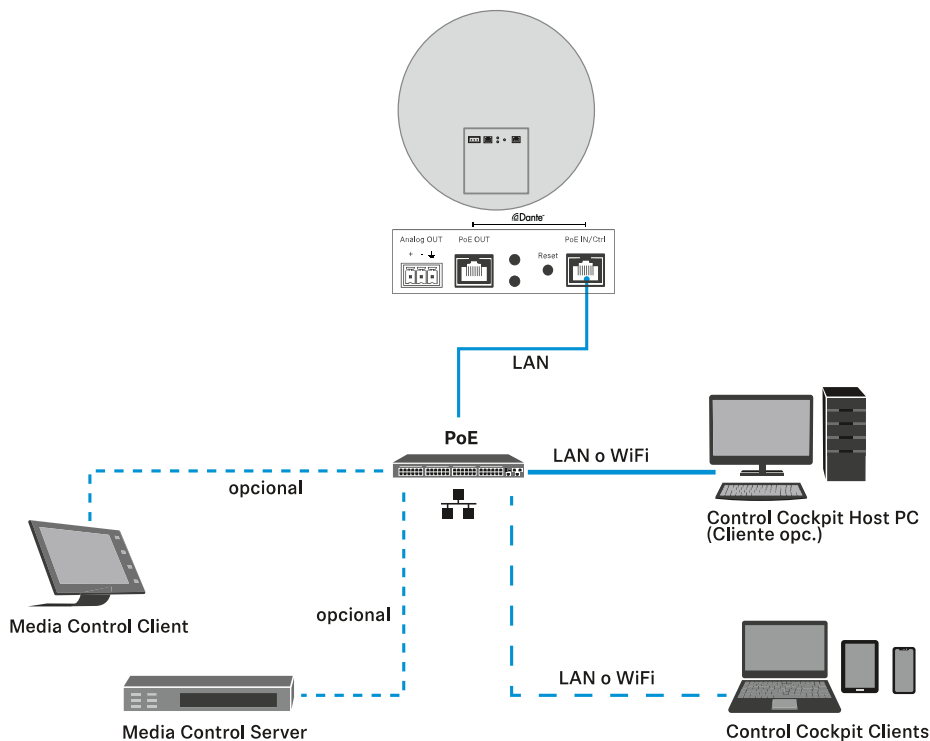 Dante
Analog OUT
PoE OUT
PoE IN/Ctrl
+ -
Reset
LAN
PoE
LAN o WiFi
opcional
Control Cockpit Host PC
(Cliente opc.)
opcional
Media Control Client
LAN o WiFi
Media Control Server
Control Cockpit Clients